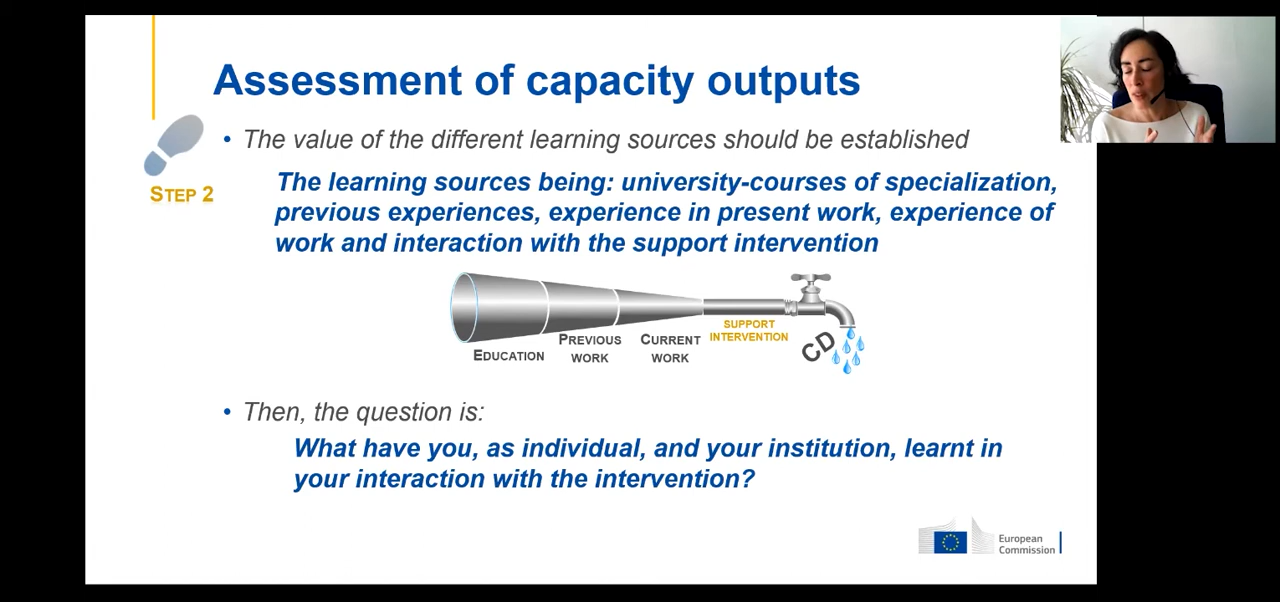 Assessment of capacity outputs
• The value of the different learning sources should be established
STEP 2
The learning sources being: university-courses of specialization,
previous experiences, experience in present work, experience of
work and interaction with the support intervention
EDUCATION
PREVIOUS
WORK
CURRENT
WORK
SUPPORT
INTERVENTION
CD
• Then, the question is:
What have you, as individual, and your institution, learnt in
your interaction with the intervention?
European
Commission